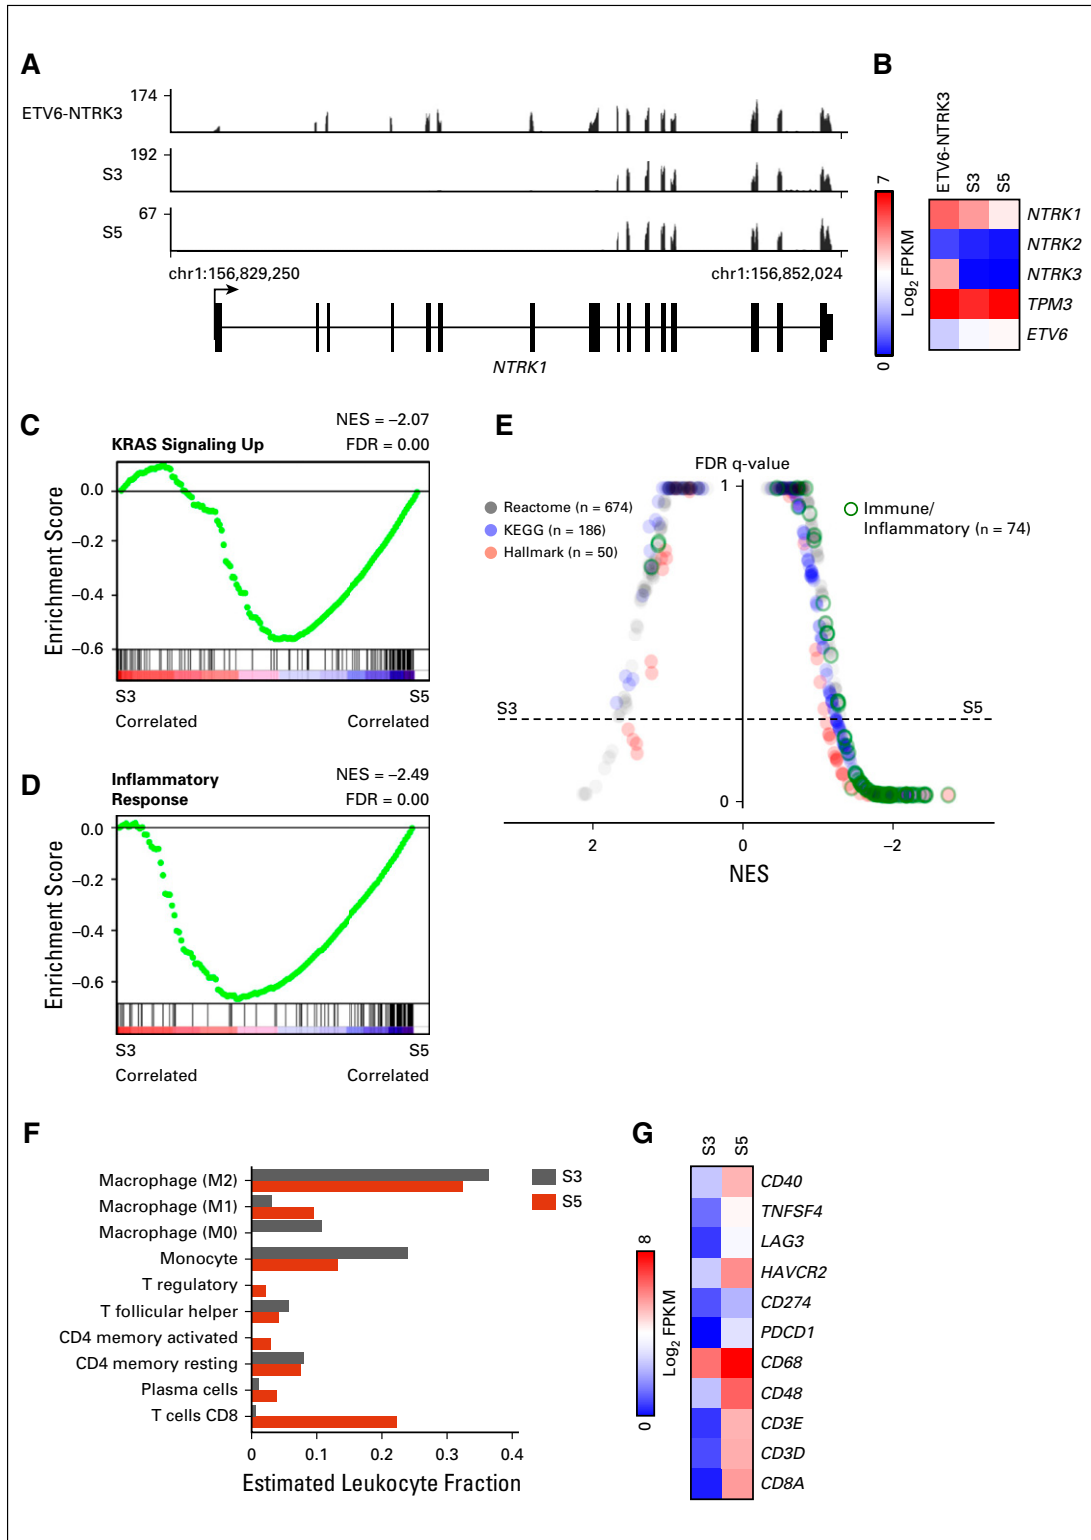 A
174
ETV6-NTRK3
192
S3
67
S5
chr1:156,829,250
chr1:156,852,024
NTRK1
B
ETV6-NTRK3
S3
S5
7
0
Log2 FPKM
NTRK1
NTRK2
NTRK3
TPM3
ETV6
C
NES = –2.07
KRAS Signaling Up
FDR = 0.00
Enrichment Score
0.0
–0.2
–0.4
–0.6
S3
S5
Correlated
Correlated
D
Inflammatory
Response
NES = –2.49
FDR = 0.00
Enrichment Score
0.0
–0.2
–0.4
–0.6
S3
S5
Correlated
Correlated
E
FDR q-value
1
Reactome (n = 674)
KEGG (n = 186)
Hallmark (n = 50)
Immune/
Inflammatory (n = 74)
S3
S5
0
2
0
–2
NES
F
Macrophage (M2)
Macrophage (M1)
Macrophage (M0)
Monocyte
T regulatory
T follicular helper
CD4 memory activated
CD4 memory resting
Plasma cells
T cells CD8
S3
S5
0
0.1
0.2
0.3
0.4
Estimated Leukocyte Fraction
G
S3
S5
8
0
Log2 FPKM
CD40
TNFSF4
LAG3
HAVCR2
CD274
PDCD1
CD68
CD48
CD3E
CD3D
CD8A